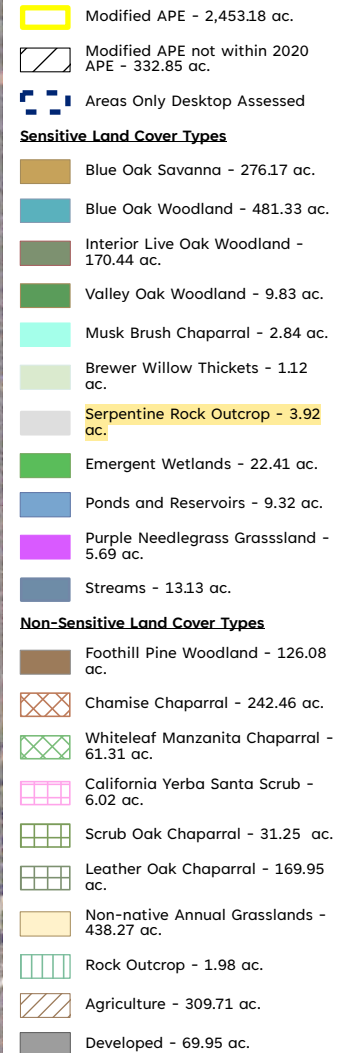 Modified APE - 2,453.18 ac.
Modified APE not within 2020
APE - 332.85 ac.
Areas Only Desktop Assessed
Sensitive Land Cover Types
Blue Oak Savanna - 276.17 ac.
Blue Oak Woodland - 481.33 ac.
Interior Live Oak Woodland -
170.44 ac.
Valley Oak Woodland - 9.83 ac.
Musk Brush Chaparral - 2.84 ac.
Brewer Willow Thickets - 1.12
ac.
Serpentine Rock Outcrop - 3.92
ac.
Emergent Wetlands - 22.41 ac.
Ponds and Reservoirs - 9.32 ac.
Purple Needlegrass Grasssland -
5.69 ac.
Streams - 13.13 ac.
Non-Sensitive Land Cover Types
Foothill Pine Woodland - 126.08
ac.
Chamise Chaparral - 242.46 ac.
Whiteleaf Manzanita Chaparral -
61.31 ac.
California Yerba Santa Scrub -
6.02 ac.
Scrub Oak Chaparral - 31.25 ac.
Leather Oak Chaparral - 169.95
ac.
Non-native Annual Grasslands -
438.27 ac.
Rock Outcrop - 1.98 ac.
Agriculture - 309.71 ac.
Developed - 69.95 ac.